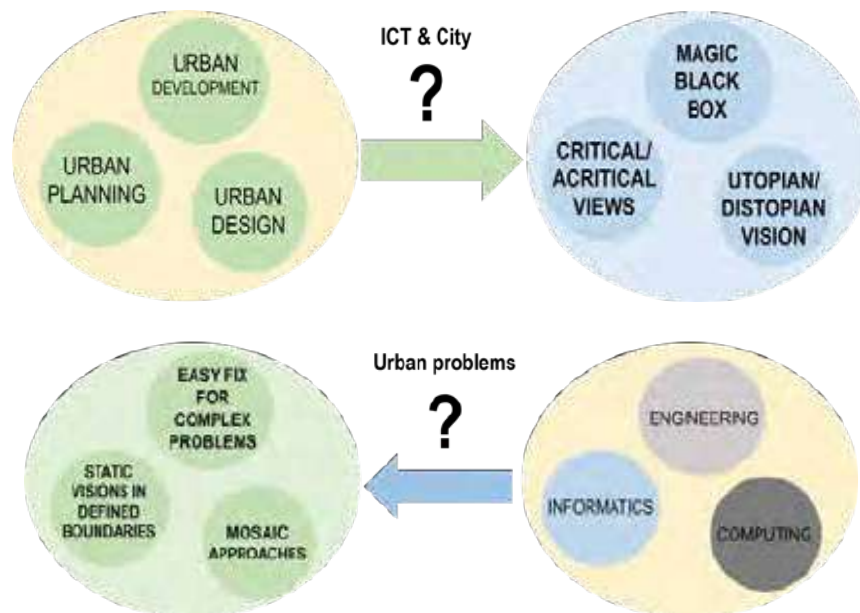 ICT & City
?
URBAN
DEVELOPMENT
URBAN
PLANNING
URBAN
DESIGN
MAGIC
BLACK
BOX
CRITICAL/
ACRITICAL
VIEWS
UTOPIAN/
DISTOPIAN
VISION
Urban problems
?
EASY FIX
FOR
COMPLEX
PROBLEMS
STATIC
VISIONS IN
DEFINED
BOUNDARIES
MOSAIC
APPROACHES
ENGINEERING
INFORMATICS
COMPUTING